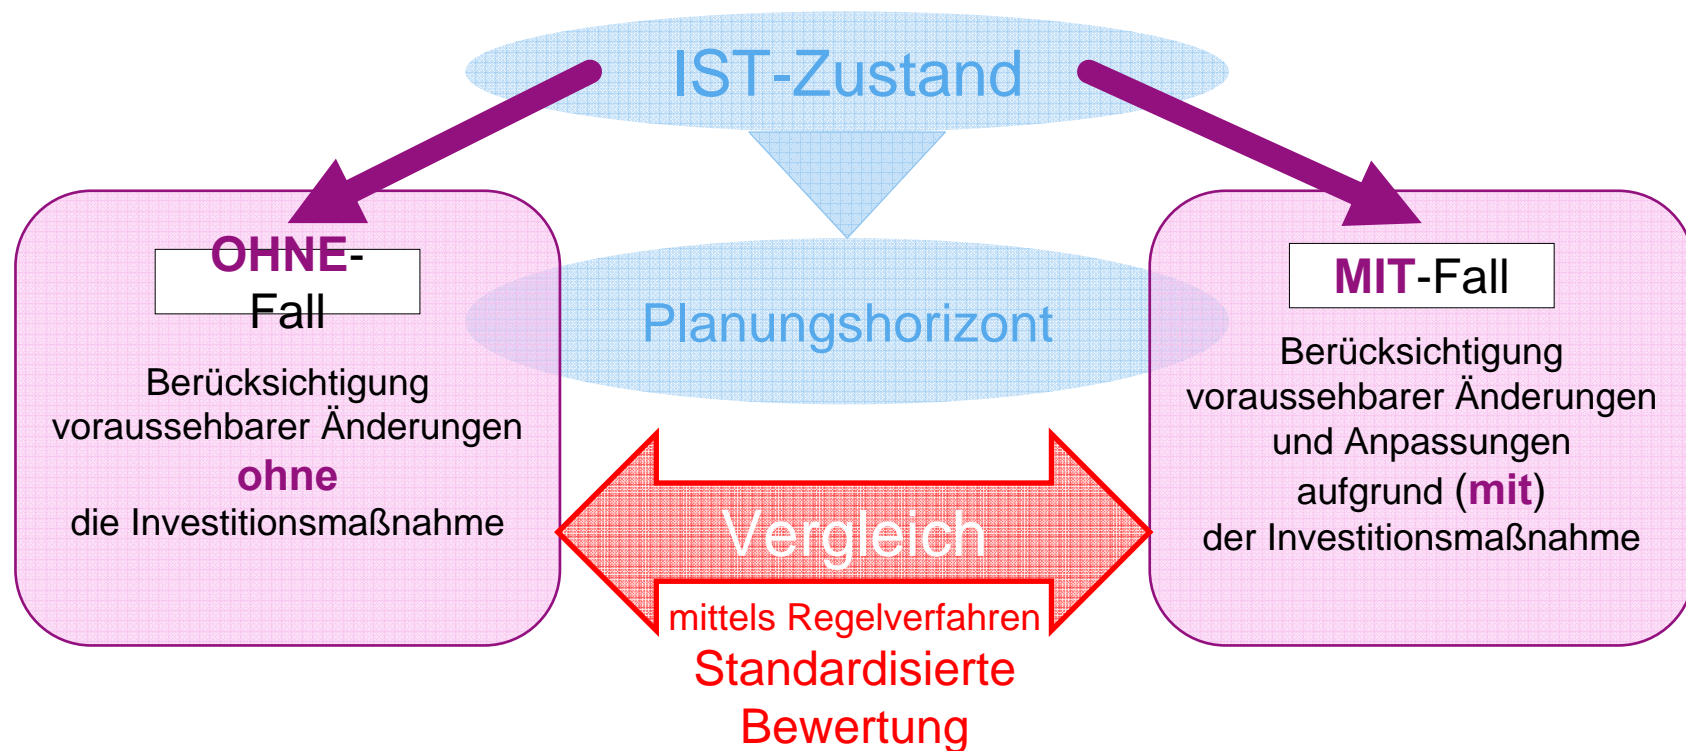 IST-Zustand
OHNE-
Fall
Berücksichtigung
voraussehbarer Änderungen
ohne
die Investitionsmaßnahme
Planungshorizont
MIT-Fall
Berücksichtigung
voraussehbarer Änderungen
und Anpassungen
aufgrund (mit)
der Investitionsmaßnahme
Vergleich
mittels Regelverfahren
Standardisierte
Bewertung